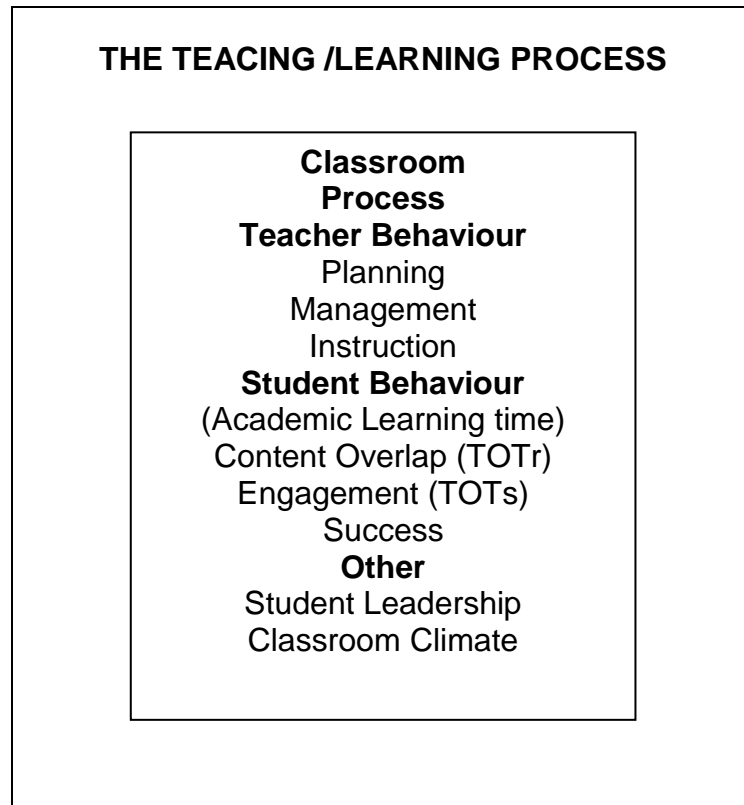 THE TEACING /LEARNING PROCESS
Classroom
Process
Teacher Behaviour
Planning
Management
Instruction
Student Behaviour
(Academic Learning time)
Content Overlap (TOTr)
Engagement (TOTs)
Success
Other
Student Leadership
Classroom Climate